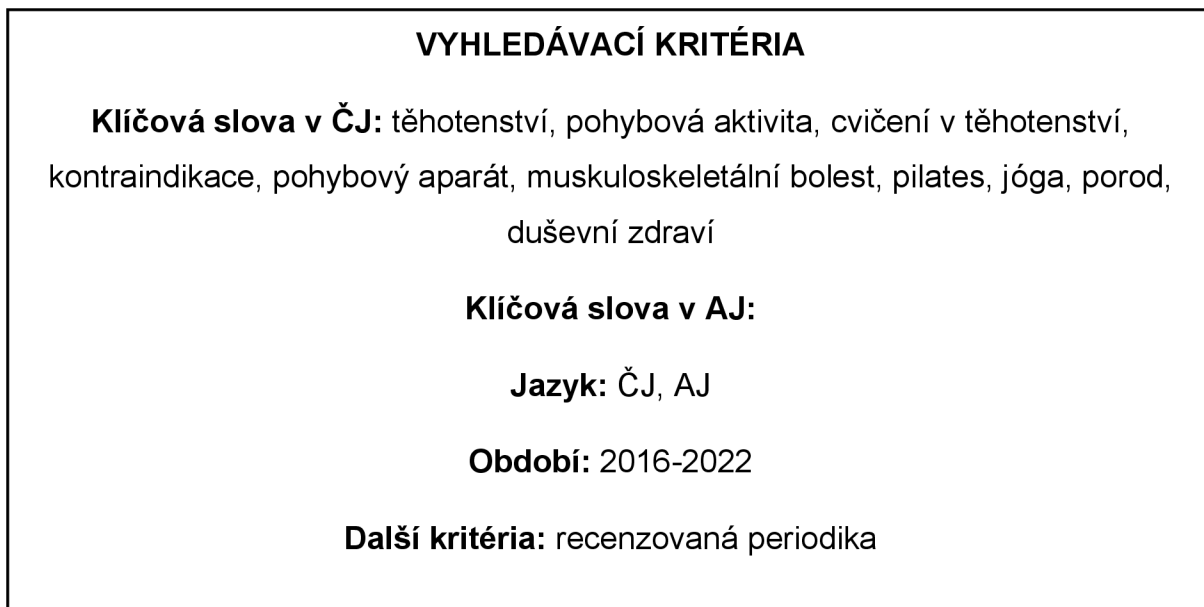 VYHLEDÁVACÍ KRITÉRIA
Klíčová slova v ČJ: těhotenství, pohybová aktivita, cvičení v těhotenství,
kontraindikace, pohybový aparát, muskuloskeletální bolest, pilates, jóga, porod,
duševní zdraví
Klíčová slova v AJ:
Jazyk: ČJ, AJ
Období: 2016-2022
Další kritéria: recenzovaná periodika